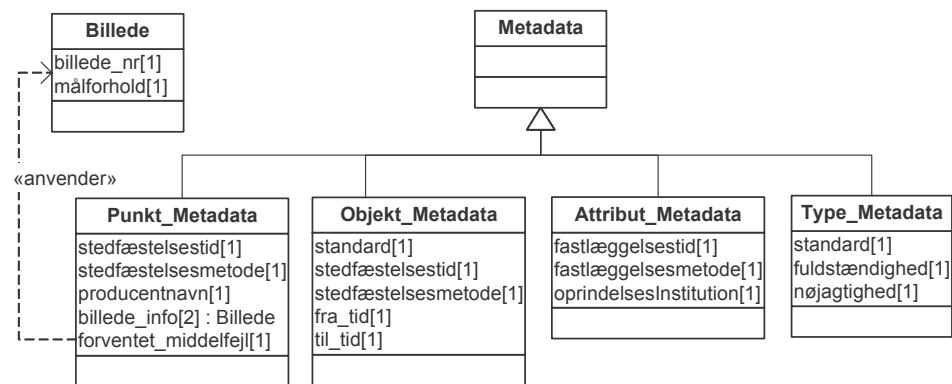 Billede
billede_nr[1]
målforhold[1]
Metadata
«anvender»
Punkt_Metadata
stedfæstelsestid[1]
stedfæstelsesmetode[1]
producentnavn[1]
billede_info[2] : Billede
forventet_middelfejl[1]
Objekt_Metadata
standard[1]
stedfæstelsestid[1]
stedfæstelsesmetode[1]
fra_tid[1]
til_tid[1]
Attribut_Metadata
fastlæggelsestid[1]
fastlæggelsesmetode[1]
oprindelsesInstitution[1]
Type_Metadata
standard[1]
fuldstændighed[1]
nøjagtighed[1]